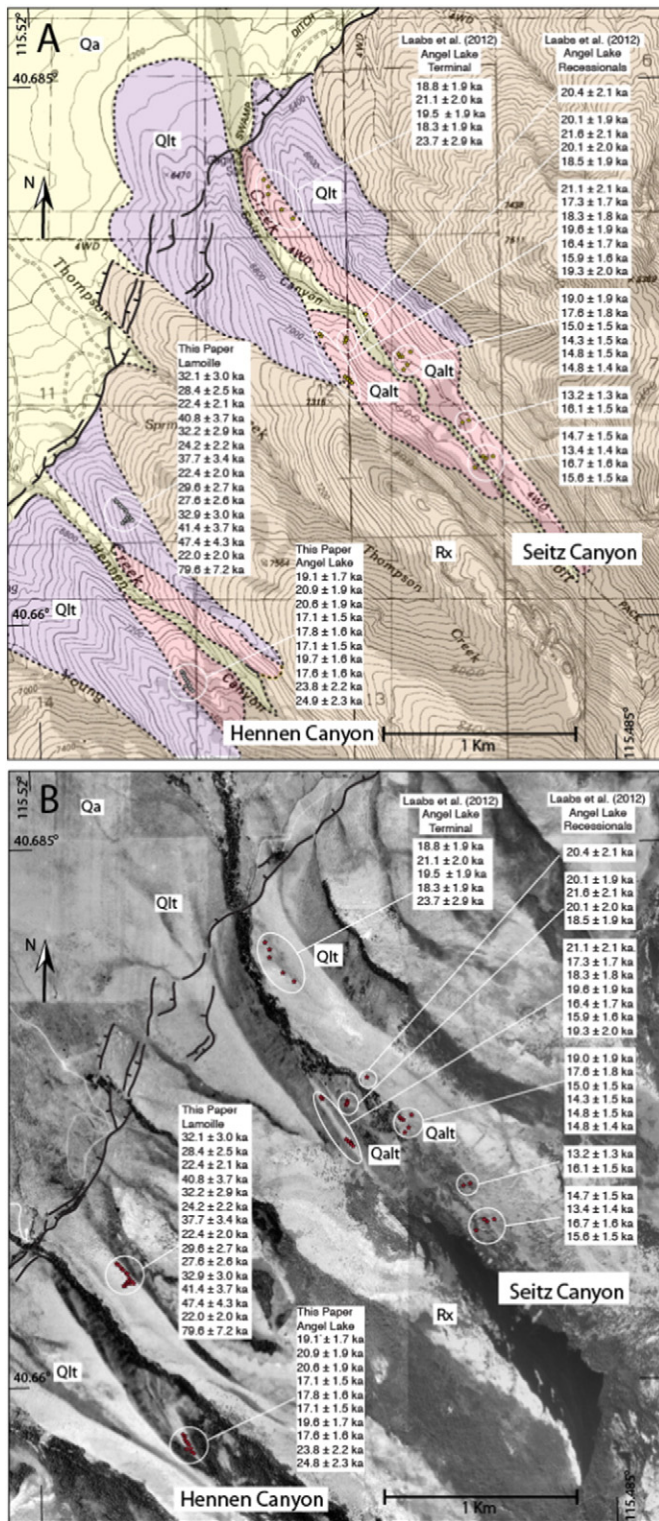 A
115.52°
40.685°
Qa
DITCH
4WD
4WD
6
Laabs et al. (2012)
Angel Lake
Terminal
18.8 ± 1.9 ka
21.1 ± 2.0 ka
19.5 ± 1.9 ka
18.3 ± 1.9 ka
23.7 ± 2.9 ka
Laabs et al. (2012)
Angel Lake
Recessionals
20.4 ± 2.1 ka
20.1 ± 1.9 ka
21.6 ± 2.1 ka
20.1 ± 2.0 ka
18.5 ± 1.9 ka
21.1 ± 2.1 ka
17.3 ± 1.7 ka
18.3 ± 1.8 ka
19.6 ± 1.9 ka
16.4 ± 1.7 ka
15.9 ± 1.6 ka
19.3 ± 2.0 ka
19.0 ± 1.9 ka
17.6 ± 1.8 ka
15.0 ± 1.5 ka
14.3 ± 1.5 ka
14.8 ± 1.5 ka
14.8 ± 1.4 ka
13.2 ± 1.3 ka
16.1 ± 1.5 ka
14.7 ± 1.5 ka
13.4 ± 1.4 ka
16.7 ± 1.6 ka
15.6 ± 1.5 ka
SWAMP
Qlt
6470
Qlt
N
4WD
Creek
4WD
Canyon
Thompson
11
7315
Qalt
Qalt
This Paper
Lamoille
32.1 ± 3.0 ka
28.4 ± 2.5 ka
22.4 ± 2.1 ka
40.8 ± 3.7 ka
32.2 ± 2.9 ka
24.2 ± 2.2 ka
37.7 ± 3.4 ka
22.4 ± 2.0 ka
29.6 ± 2.7 ka
27.6 ± 2.6 ka
32.9 ± 3.0 ka
41.4 ± 3.7 ka
47.4 ± 4.3 ka
22.0 ± 2.0 ka
79.6 ± 7.2 ka
This Paper
Angel Lake
19.1 ± 1.7 ka
20.9 ± 1.9 ka
20.6 ± 1.9 ka
17.1 ± 1.5 ka
17.8 ± 1.6 ka
17.1 ± 1.5 ka
19.7 ± 1.6 ka
17.6 ± 1.6 ka
23.8 ± 2.2 ka
24.9 ± 2.3 ka
4WD
Seitz Canyon
PACK
Rx
Thompson
Creek
7564
Hennen
Creek
Canyon
40.66°
Qlt
Young
14
13
Hennen Canyon
1 Km
115.485°
B
115.52°
40.685°
Qa
Laabs et al. (2012)
Angel Lake
Terminal
18.8 ± 1.9 ka
21.1 ± 2.0 ka
19.5 ± 1.9 ka
18.3 ± 1.9 ka
23.7 ± 2.9 ka
Laabs et al. (2012)
Angel Lake
Recessionals
20.4 ± 2.1 ka
20.1 ± 1.9 ka
21.6 ± 2.1 ka
20.1 ± 2.0 ka
18.5 ± 1.9 ka
21.1 ± 2.1 ka
17.3 ± 1.7 ka
18.3 ± 1.8 ka
19.6 ± 1.9 ka
16.4 ± 1.7 ka
15.9 ± 1.6 ka
19.3 ± 2.0 ka
19.0 ± 1.9 ka
17.6 ± 1.8 ka
15.0 ± 1.5 ka
14.3 ± 1.5 ka
14.8 ± 1.5 ka
14.8 ± 1.4 ka
13.2 ± 1.3 ka
16.1 ± 1.5 ka
14.7 ± 1.5 ka
13.4 ± 1.4 ka
16.7 ± 1.6 ka
15.6 ± 1.5 ka
Qlt
Qlt
N
Qalt
Qalt
This Paper
Lamoille
32.1 ± 3.0 ka
28.4 ± 2.5 ka
22.4 ± 2.1 ka
40.8 ± 3.7 ka
32.2 ± 2.9 ka
24.2 ± 2.2 ka
37.7 ± 3.4 ka
22.4 ± 2.0 ka
29.6 ± 2.7 ka
27.6 ± 2.6 ka
32.9 ± 3.0 ka
41.4 ± 3.7 ka
47.4 ± 4.3 ka
22.0 ± 2.0 ka
79.6 ± 7.2 ka
This Paper
Angel Lake
19.1 ± 1.7 ka
20.9 ± 1.9 ka
20.6 ± 1.9 ka
17.1 ± 1.5 ka
17.8 ± 1.6 ka
17.1 ± 1.5 ka
19.6 ± 1.7 ka
17.6 ± 1.6 ka
23.8 ± 2.2 ka
24.8 ± 2.3 ka
Seitz Canyon
Rx
Qlt
40.66°
Hennen Canyon
1 Km
115.485°